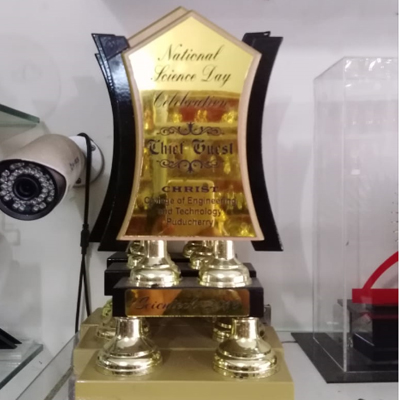 National
Science Day
Celebration
Chief Guest
CHRIST
College of Engineering
and Technology
Puducherry